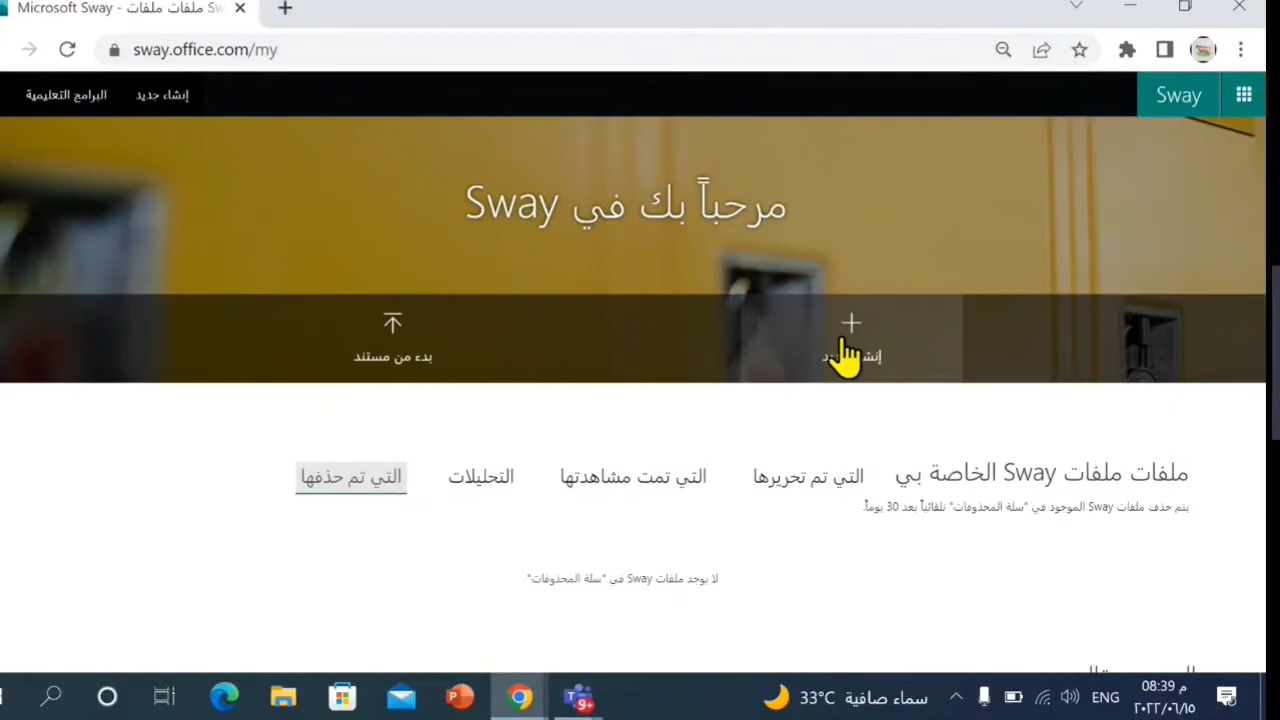 Microsoft Sway - ملفات ملفات Sw
sway.office.com/my
Sway
إنشاء جديد
البرامج التعليمية
مرحباً بك في Sway
بدء من مستند
ملفات ملفات Sway الخاصة بي
التي تم تحريرها
التي تمت مشاهدتها
التحليلات
التي تم حذفها
يتم حذف ملفات Sway الموجود في "سلة المحذوفات" تلقائياً بعد 30 يوماً.
لا يوجد ملفات Sway في "سلة المحذوفات"
9+
33°C سماء صافية
ENG
08:39 م
٢٠٢٢/٠٦/١٥